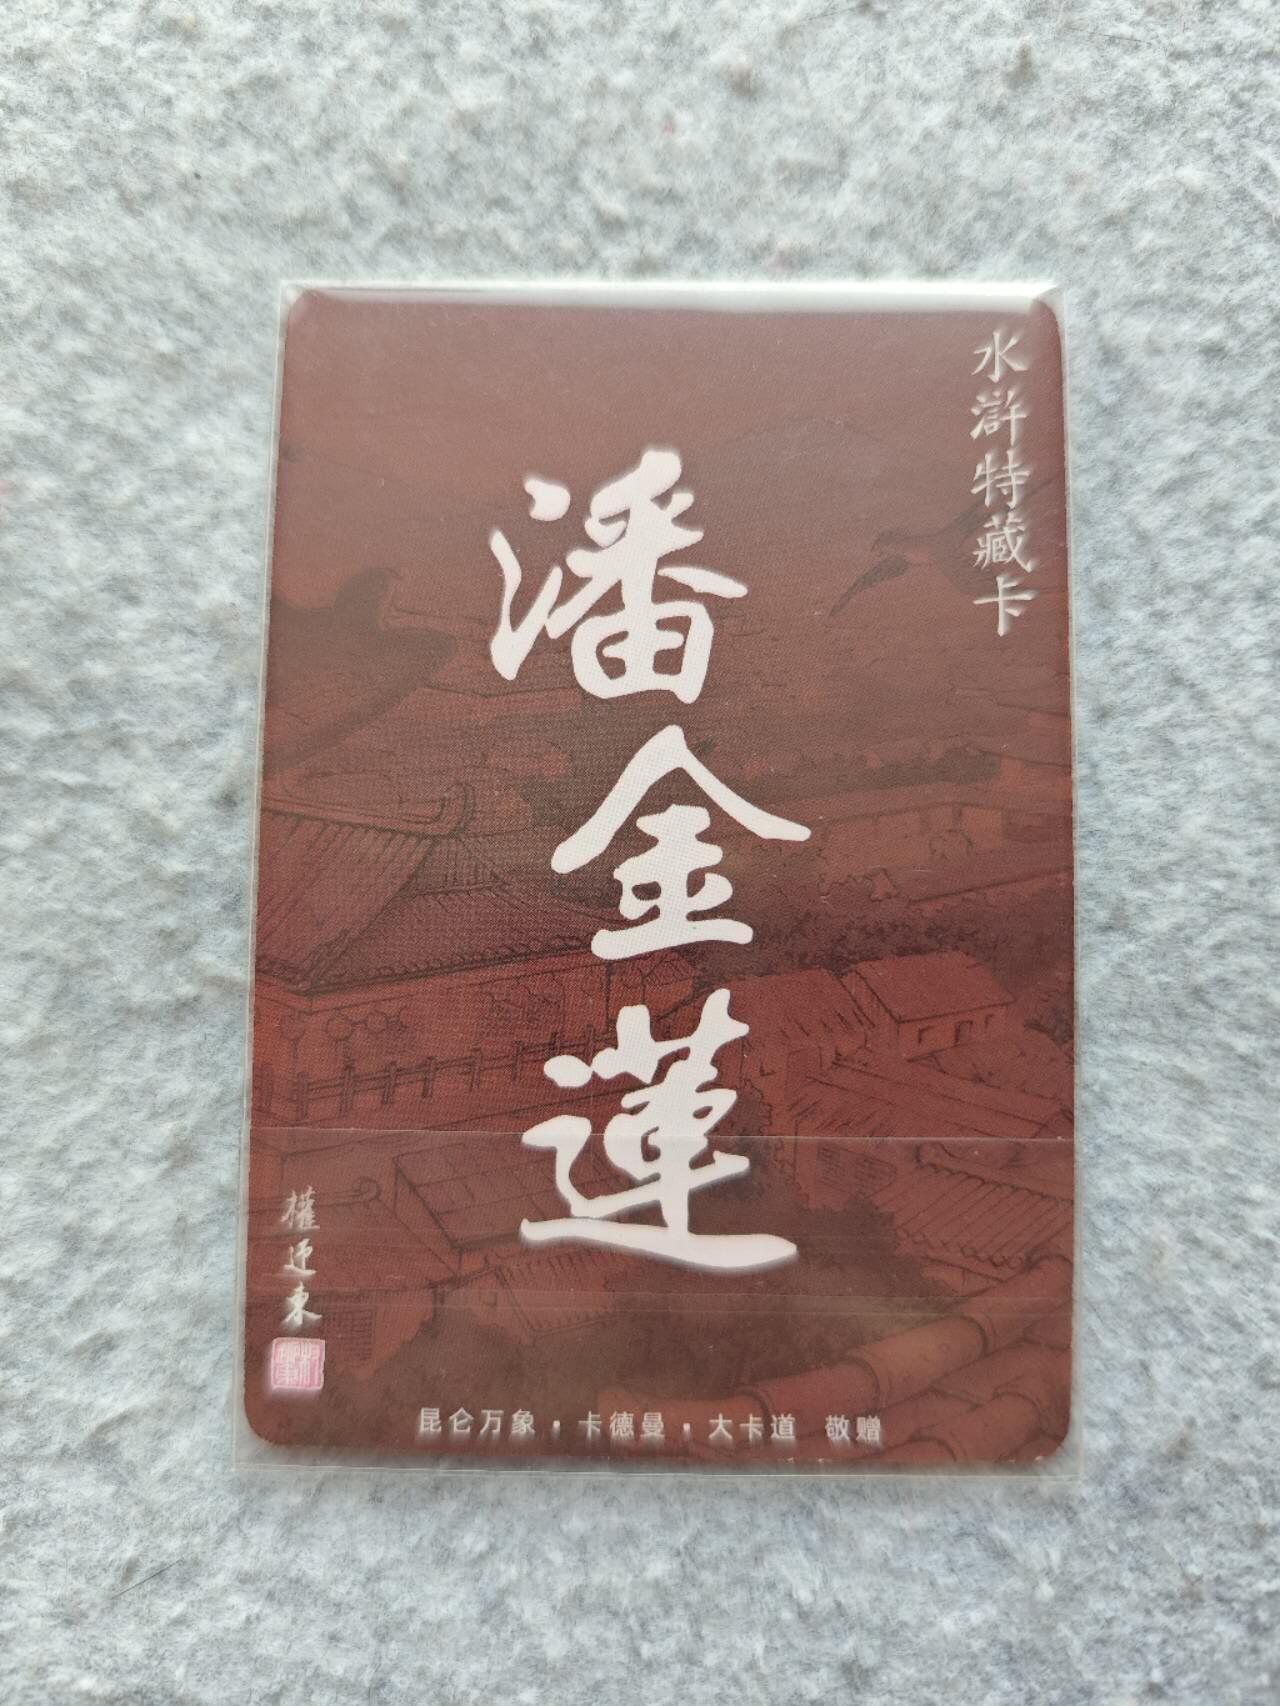 水滸特藏卡
潘金蓮
權迎東
昆仑万象·卡德曼·大卡道 敬赠